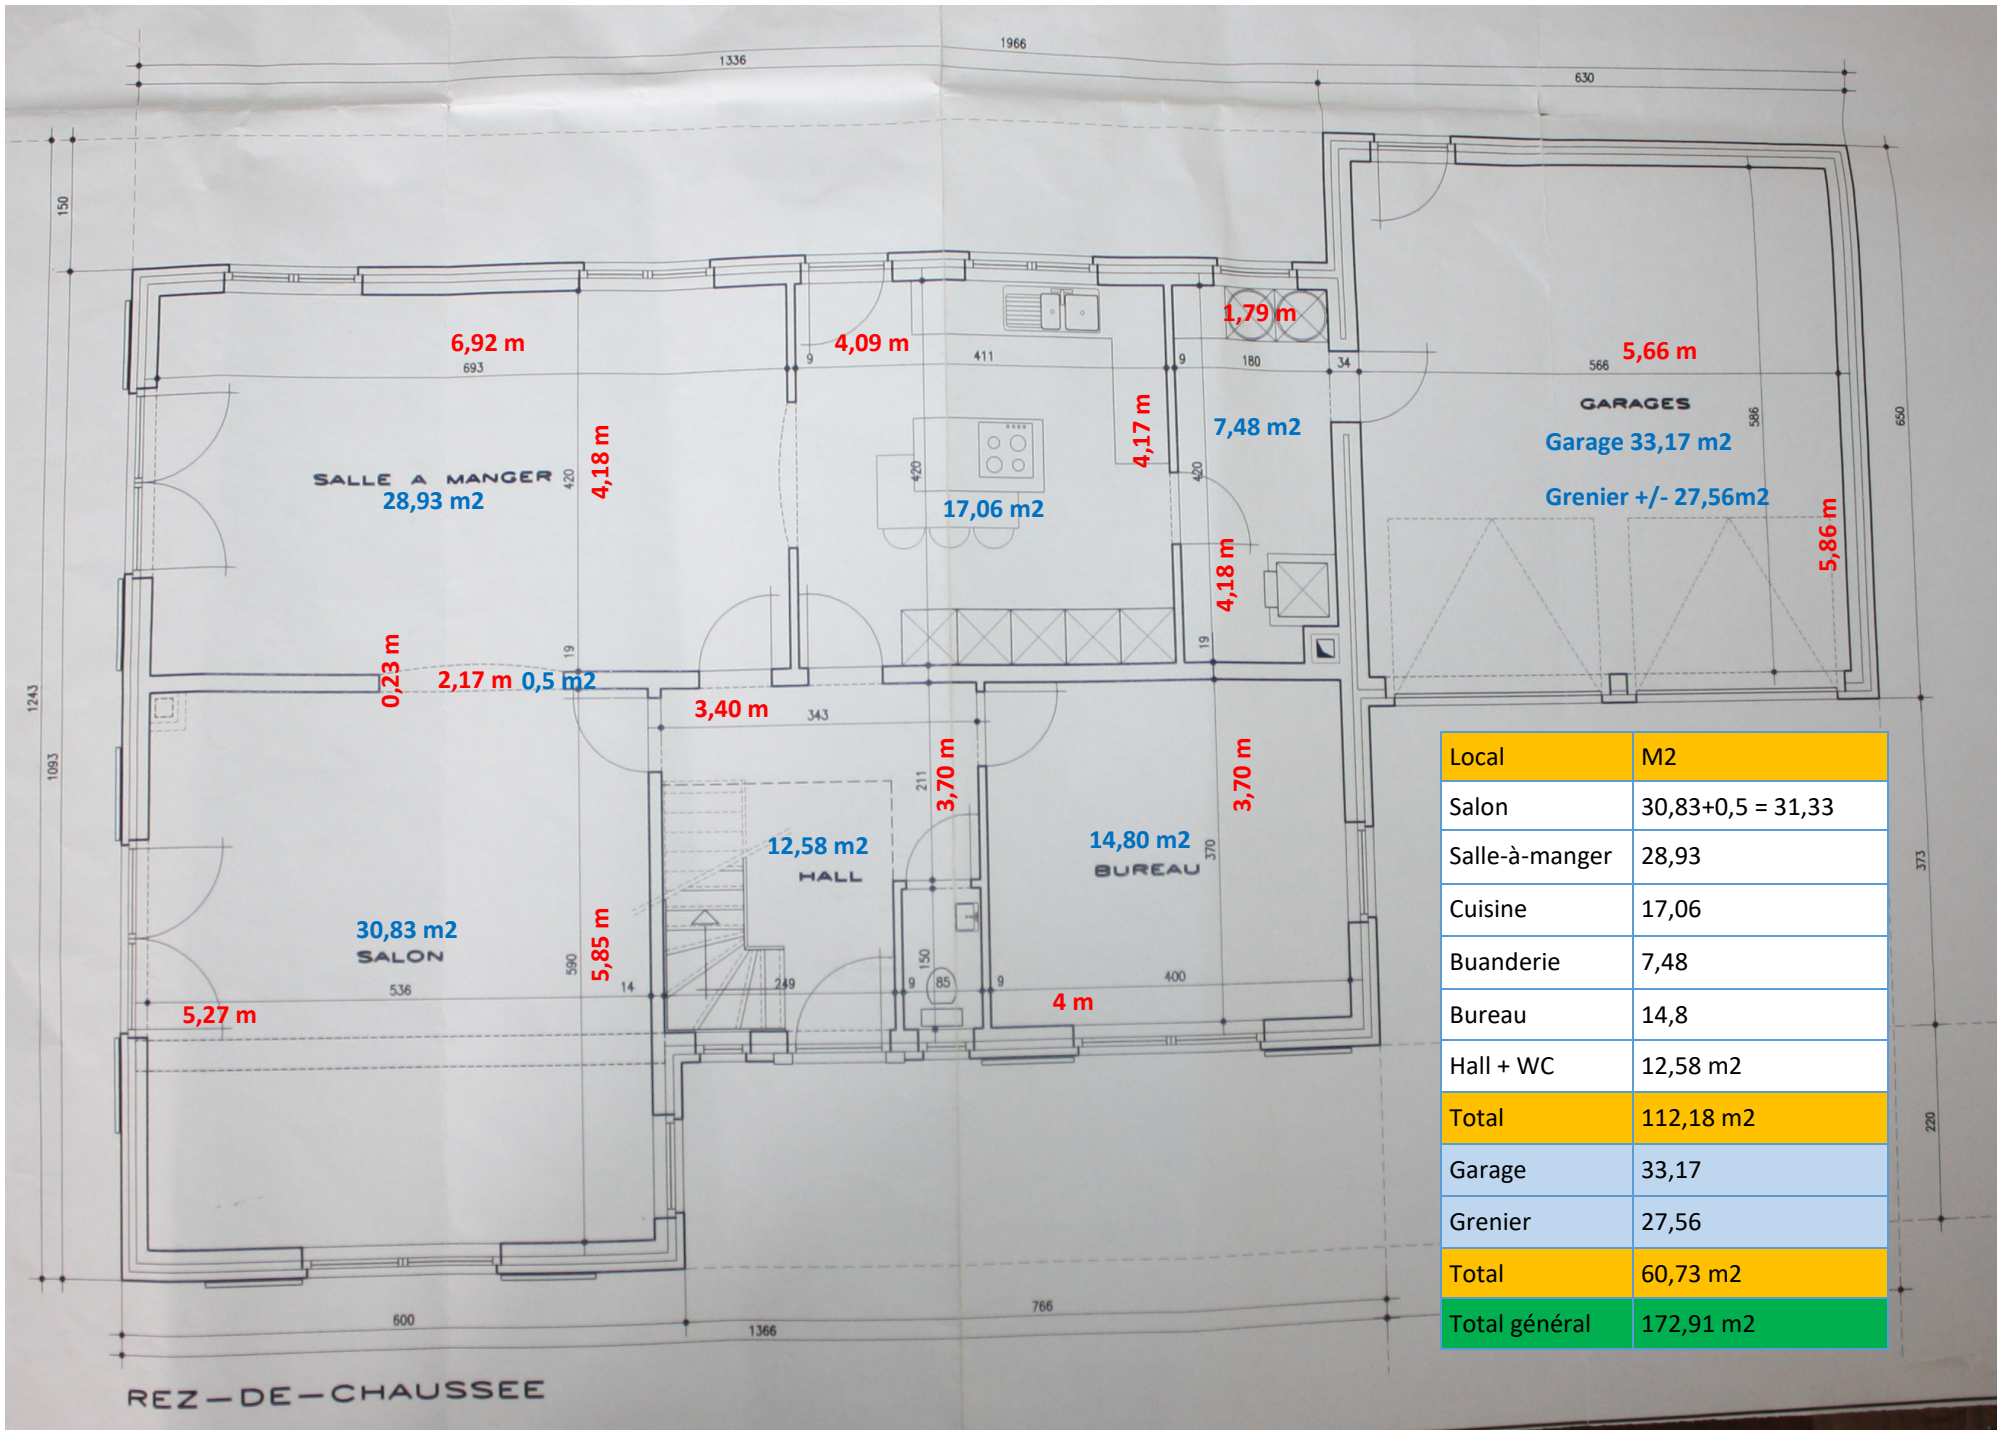 1966
1336
630
150
6,92 m
693
9
4,09 m
411
9
1,79 m
180
34
5,66 m
566
GARAGES
586
650
Garage 33,17 m2
Grenier +/- 27,56m2
5,86 m
SALLE A MANGER
28,93 m2
420
4,18 m
420
17,06 m2
4,17 m
7,48 m2
420
4,18 m
19
19
0,23 m
2,17 m 0,5 m2
3,40 m
343
211
3,70 m
3,70 m
1243
1093
12,58 m2
HALL
14,80 m2
BUREAU
370
373
30,83 m2
SALON
590
5,85 m
536
14
249
9
150
85
9
400
5,27 m
4 m
220
600
766
1366
REZ-DE-CHAUSSEE
Local M2
Salon 30,83+0,5 = 31,33
Salle-à-manger 28,93
Cuisine 17,06
Buanderie 7,48
Bureau 14,8
Hall + WC 12,58 m2
Total 112,18 m2
Garage 33,17
Grenier 27,56
Total 60,73 m2
Total général 172,91 m2